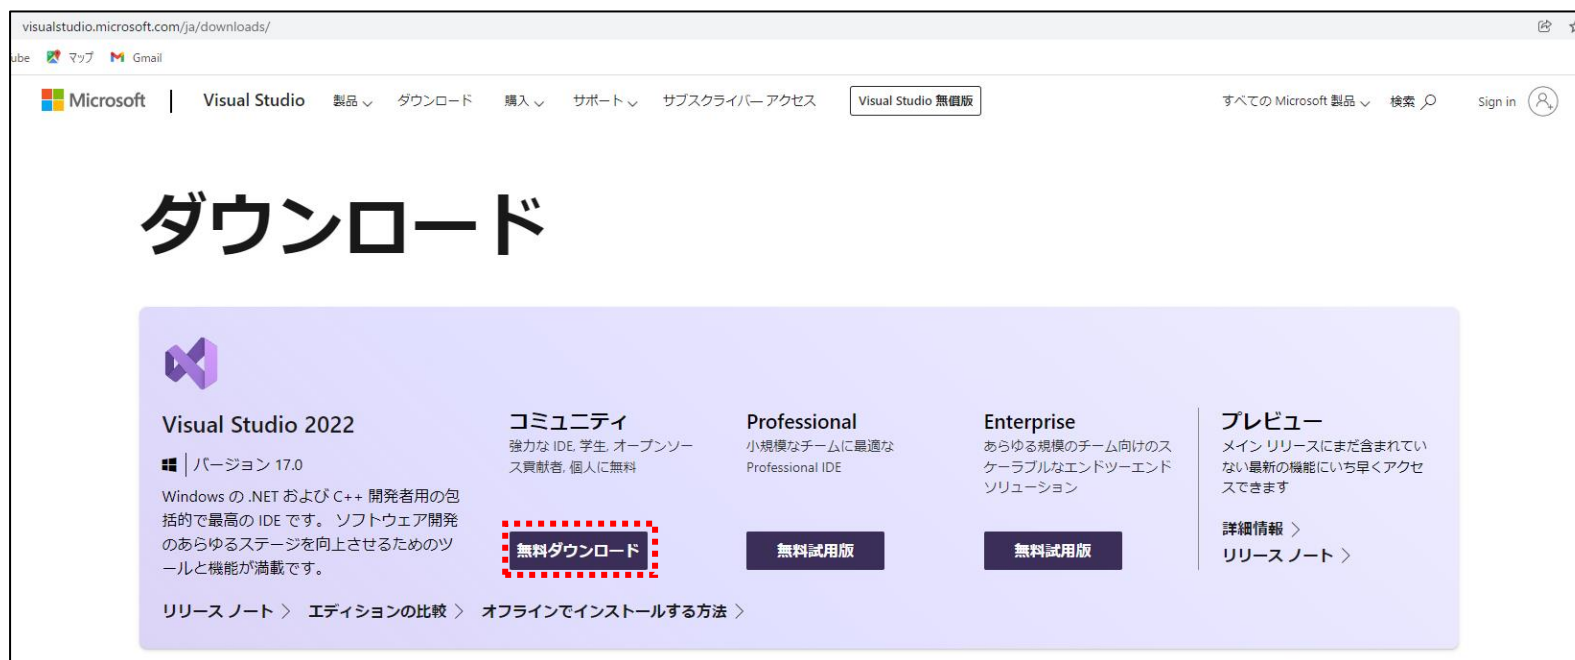 visualstudio.microsoft.com/ja/downloads/
ube マップ Gmail
Microsoft Visual Studio 製品 ダウンロード 購入 サポート サブスクライバー アクセス Visual Studio 無償版 すべての Microsoft 製品 検索 Sign in
ダウンロード
Visual Studio 2022
バージョン 17.0
Windows の .NET および C++ 開発者用の包
括的で最高の IDE です。 ソフトウェア開発
のあらゆるステージを向上させるためのツ
ールと機能が満載です。
コミュニティ
強力な IDE, 学生, オープンソー
ス貢献者, 個人に無料
無料ダウンロード
Professional
小規模なチームに最適な
Professional IDE
無料試用版
Enterprise
あらゆる規模のチーム向けのス
ケーラブルなエンドツーエンド
ソリューション
無料試用版
プレビュー
メイン リリースにまだ含まれてい
ない最新の機能にいち早くアクセ
スできます
詳細情報
リリース ノート
リリース ノート エディションの比較 オフラインでインストールする方法